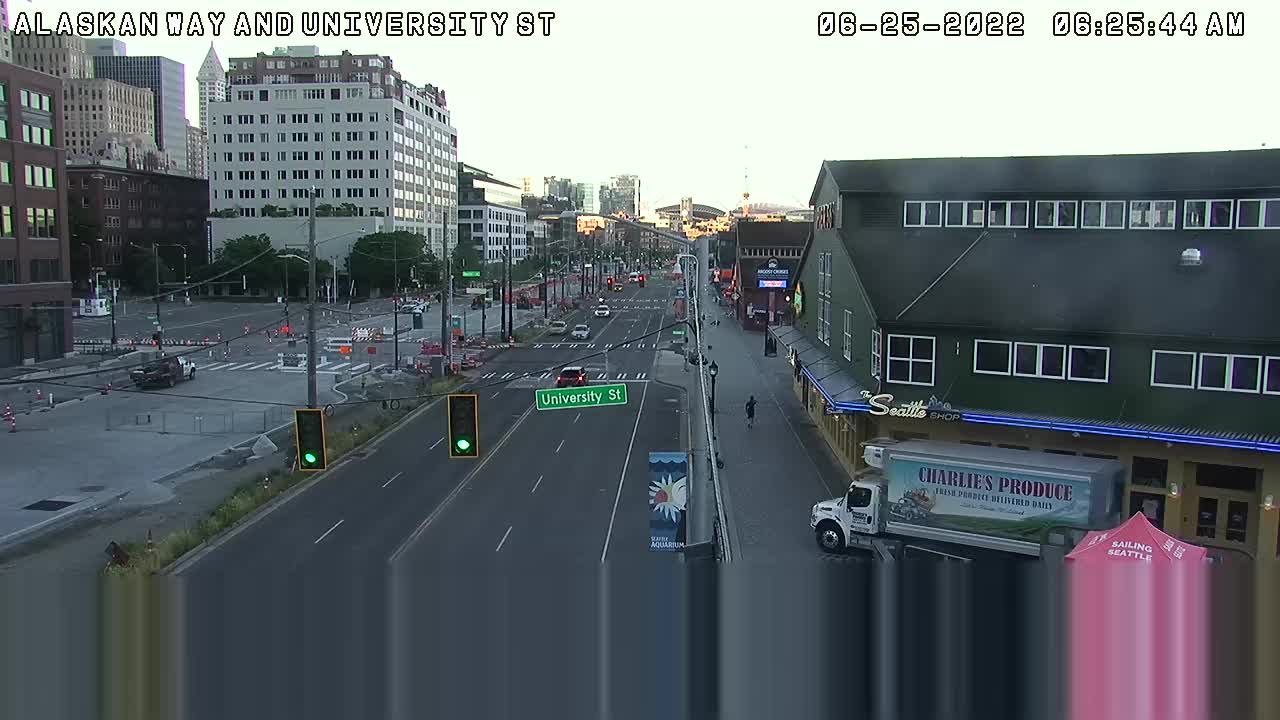 ALASKAN WAY AND UNIVERSITY ST
06-25-2022 06:25:44 AM
ARGOSY CRUISES
University St
The Seattle SHOP
CHARLIE'S PRODUCE
FRESH PRODUCE DELIVERED DAILY
SEATTLE
AQUARIUM
SAILING
SEATTLE